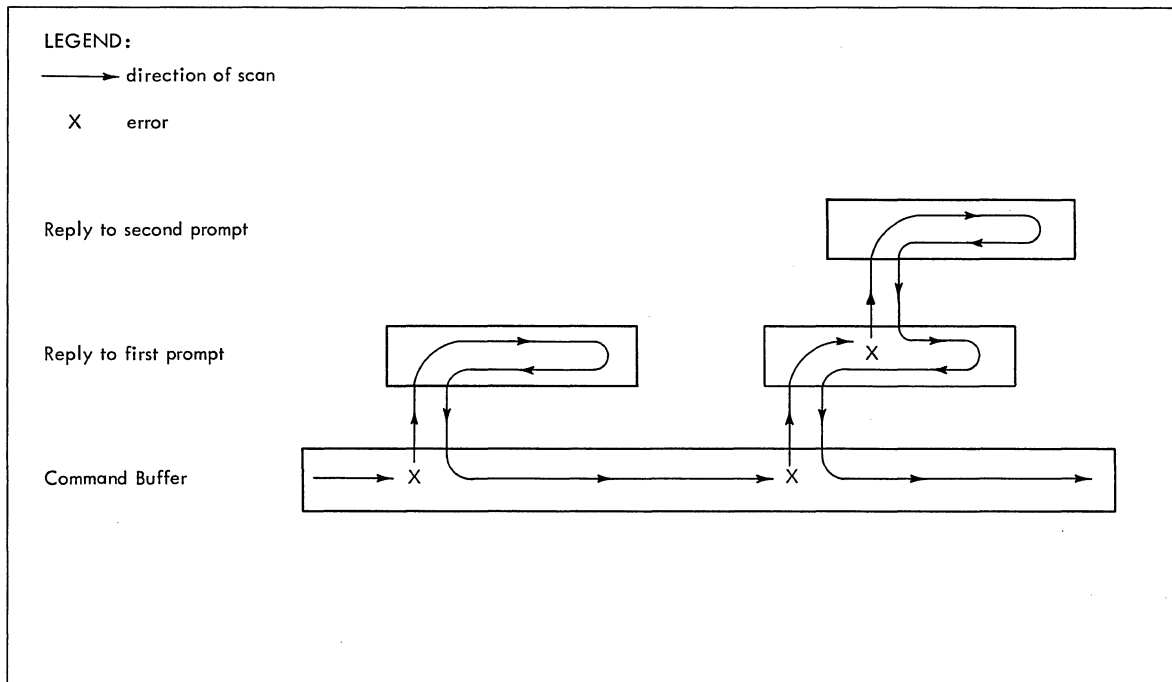 LEGEND:
direction of scan
X error
Reply to second prompt
Reply to first prompt
X
Command Buffer
X
X